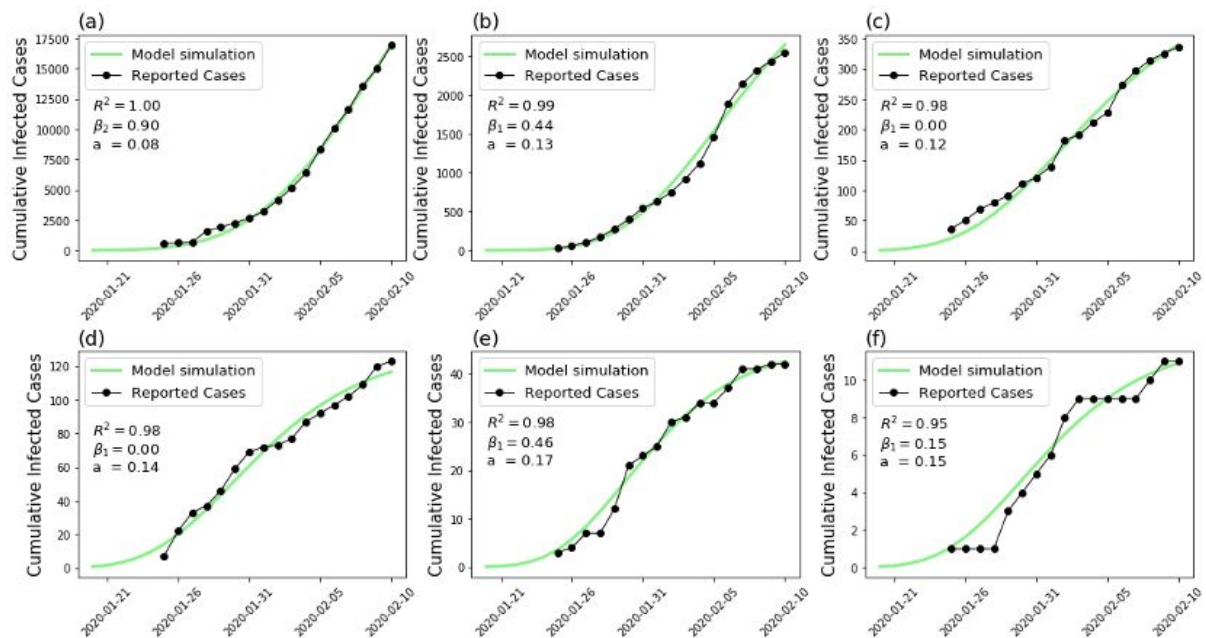 (a)
Cumulative Infected Cases
17500
15000
12500
10000
7500
5000
2500
0
Model simulation
Reported Cases
R² = 1.00
β₂ = 0.90
a = 0.08
2020-01-21
2020-01-26
2020-01-31
2020-02-05
2020-02-10
(b)
Cumulative Infected Cases
2500
2000
1500
1000
500
0
Model simulation
Reported Cases
R² = 0.99
β₁ = 0.44
a = 0.13
2020-01-21
2020-01-26
2020-01-31
2020-02-05
2020-02-10
(c)
Cumulative Infected Cases
350
300
250
200
150
100
50
0
Model simulation
Reported Cases
R² = 0.98
β₁ = 0.00
a = 0.12
2020-01-21
2020-01-26
2020-01-31
2020-02-05
2020-02-10
(d)
Cumulative Infected Cases
120
100
80
60
40
20
0
Model simulation
Reported Cases
R² = 0.98
β₁ = 0.00
a = 0.14
2020-01-21
2020-01-26
2020-01-31
2020-02-05
2020-02-10
(e)
Cumulative Infected Cases
40
30
20
10
0
Model simulation
Reported Cases
R² = 0.98
β₁ = 0.46
a = 0.17
2020-01-21
2020-01-26
2020-01-31
2020-02-05
2020-02-10
(f)
Cumulative Infected Cases
10
8
6
4
2
0
Model simulation
Reported Cases
R² = 0.95
β₁ = 0.15
a = 0.15
2020-01-21
2020-01-26
2020-01-31
2020-02-05
2020-02-10